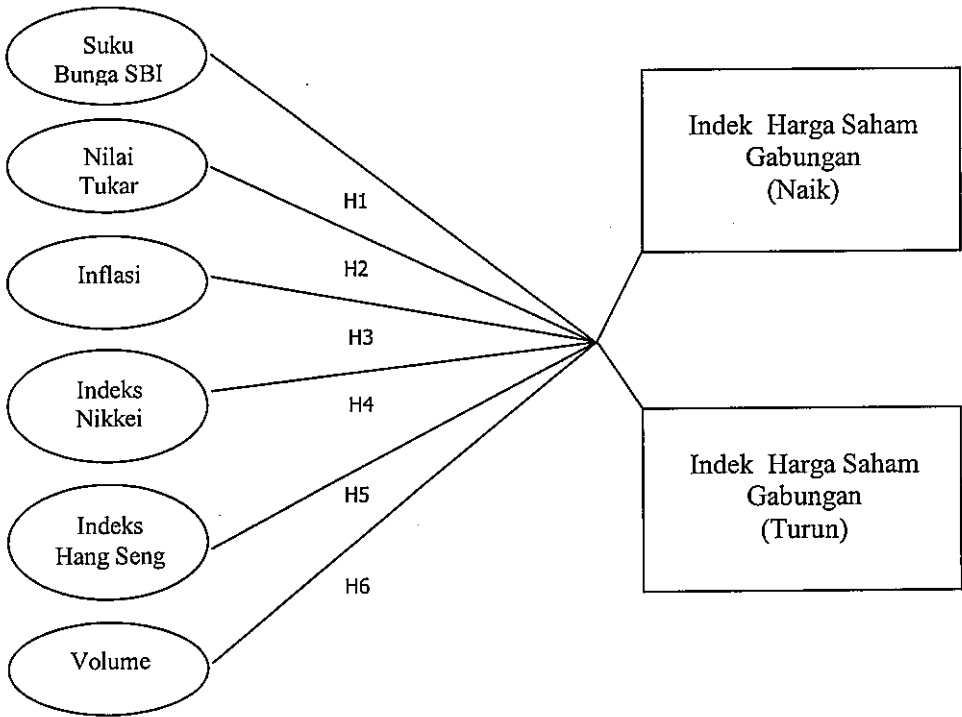 Suku
Bunga SBI
Nilai
Tukar
Inflasi
Indeks
Nikkei
Indeks
Hang Seng
Volume
H1
H2
H3
H4
H5
H6
Indek Harga Saham
Gabungan
(Naik)
Indek Harga Saham
Gabungan
(Turun)